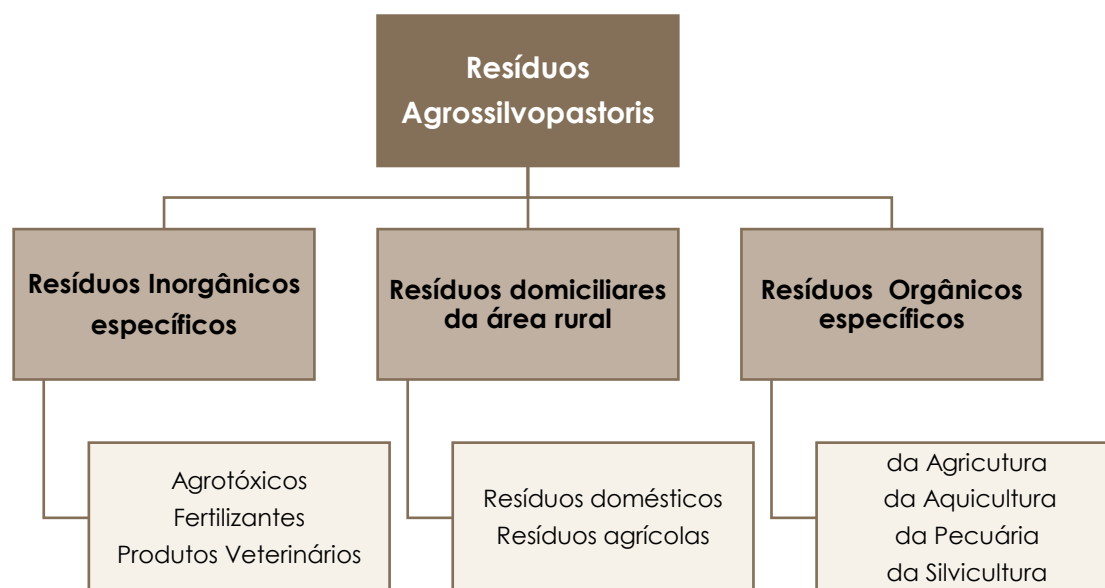 Resíduos
Agrossilvopastoris
Resíduos Inorgânicos
específicos
Resíduos domiciliares
da área rural
Resíduos Orgânicos
específicos
Agrotóxicos
Fertilizantes
Produtos Veterinários
Resíduos domésticos
Resíduos agrícolas
da Agricutura
da Aquicultura
da Pecuária
da Silvicultura